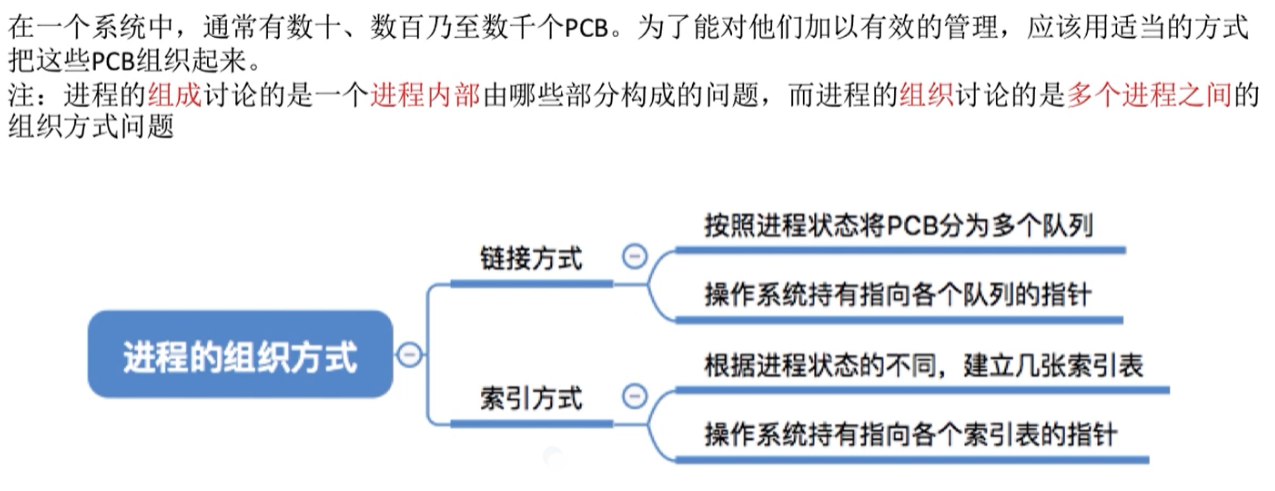 在一个系统中，通常有数十、数百乃至数千个PCB。为了能对他们加以有效的管理，应该用适当的方式
把这些PCB组织起来。
注：进程的组成讨论的是一个进程内部由哪些部分构成的问题，而进程的组织讨论的是多个进程之间的
组织方式问题
进程的组织方式
链接方式
按照进程状态将PCB分为多个队列
操作系统持有指向各个队列的指针
索引方式
根据进程状态的不同，建立几张索引表
操作系统持有指向各个索引表的指针